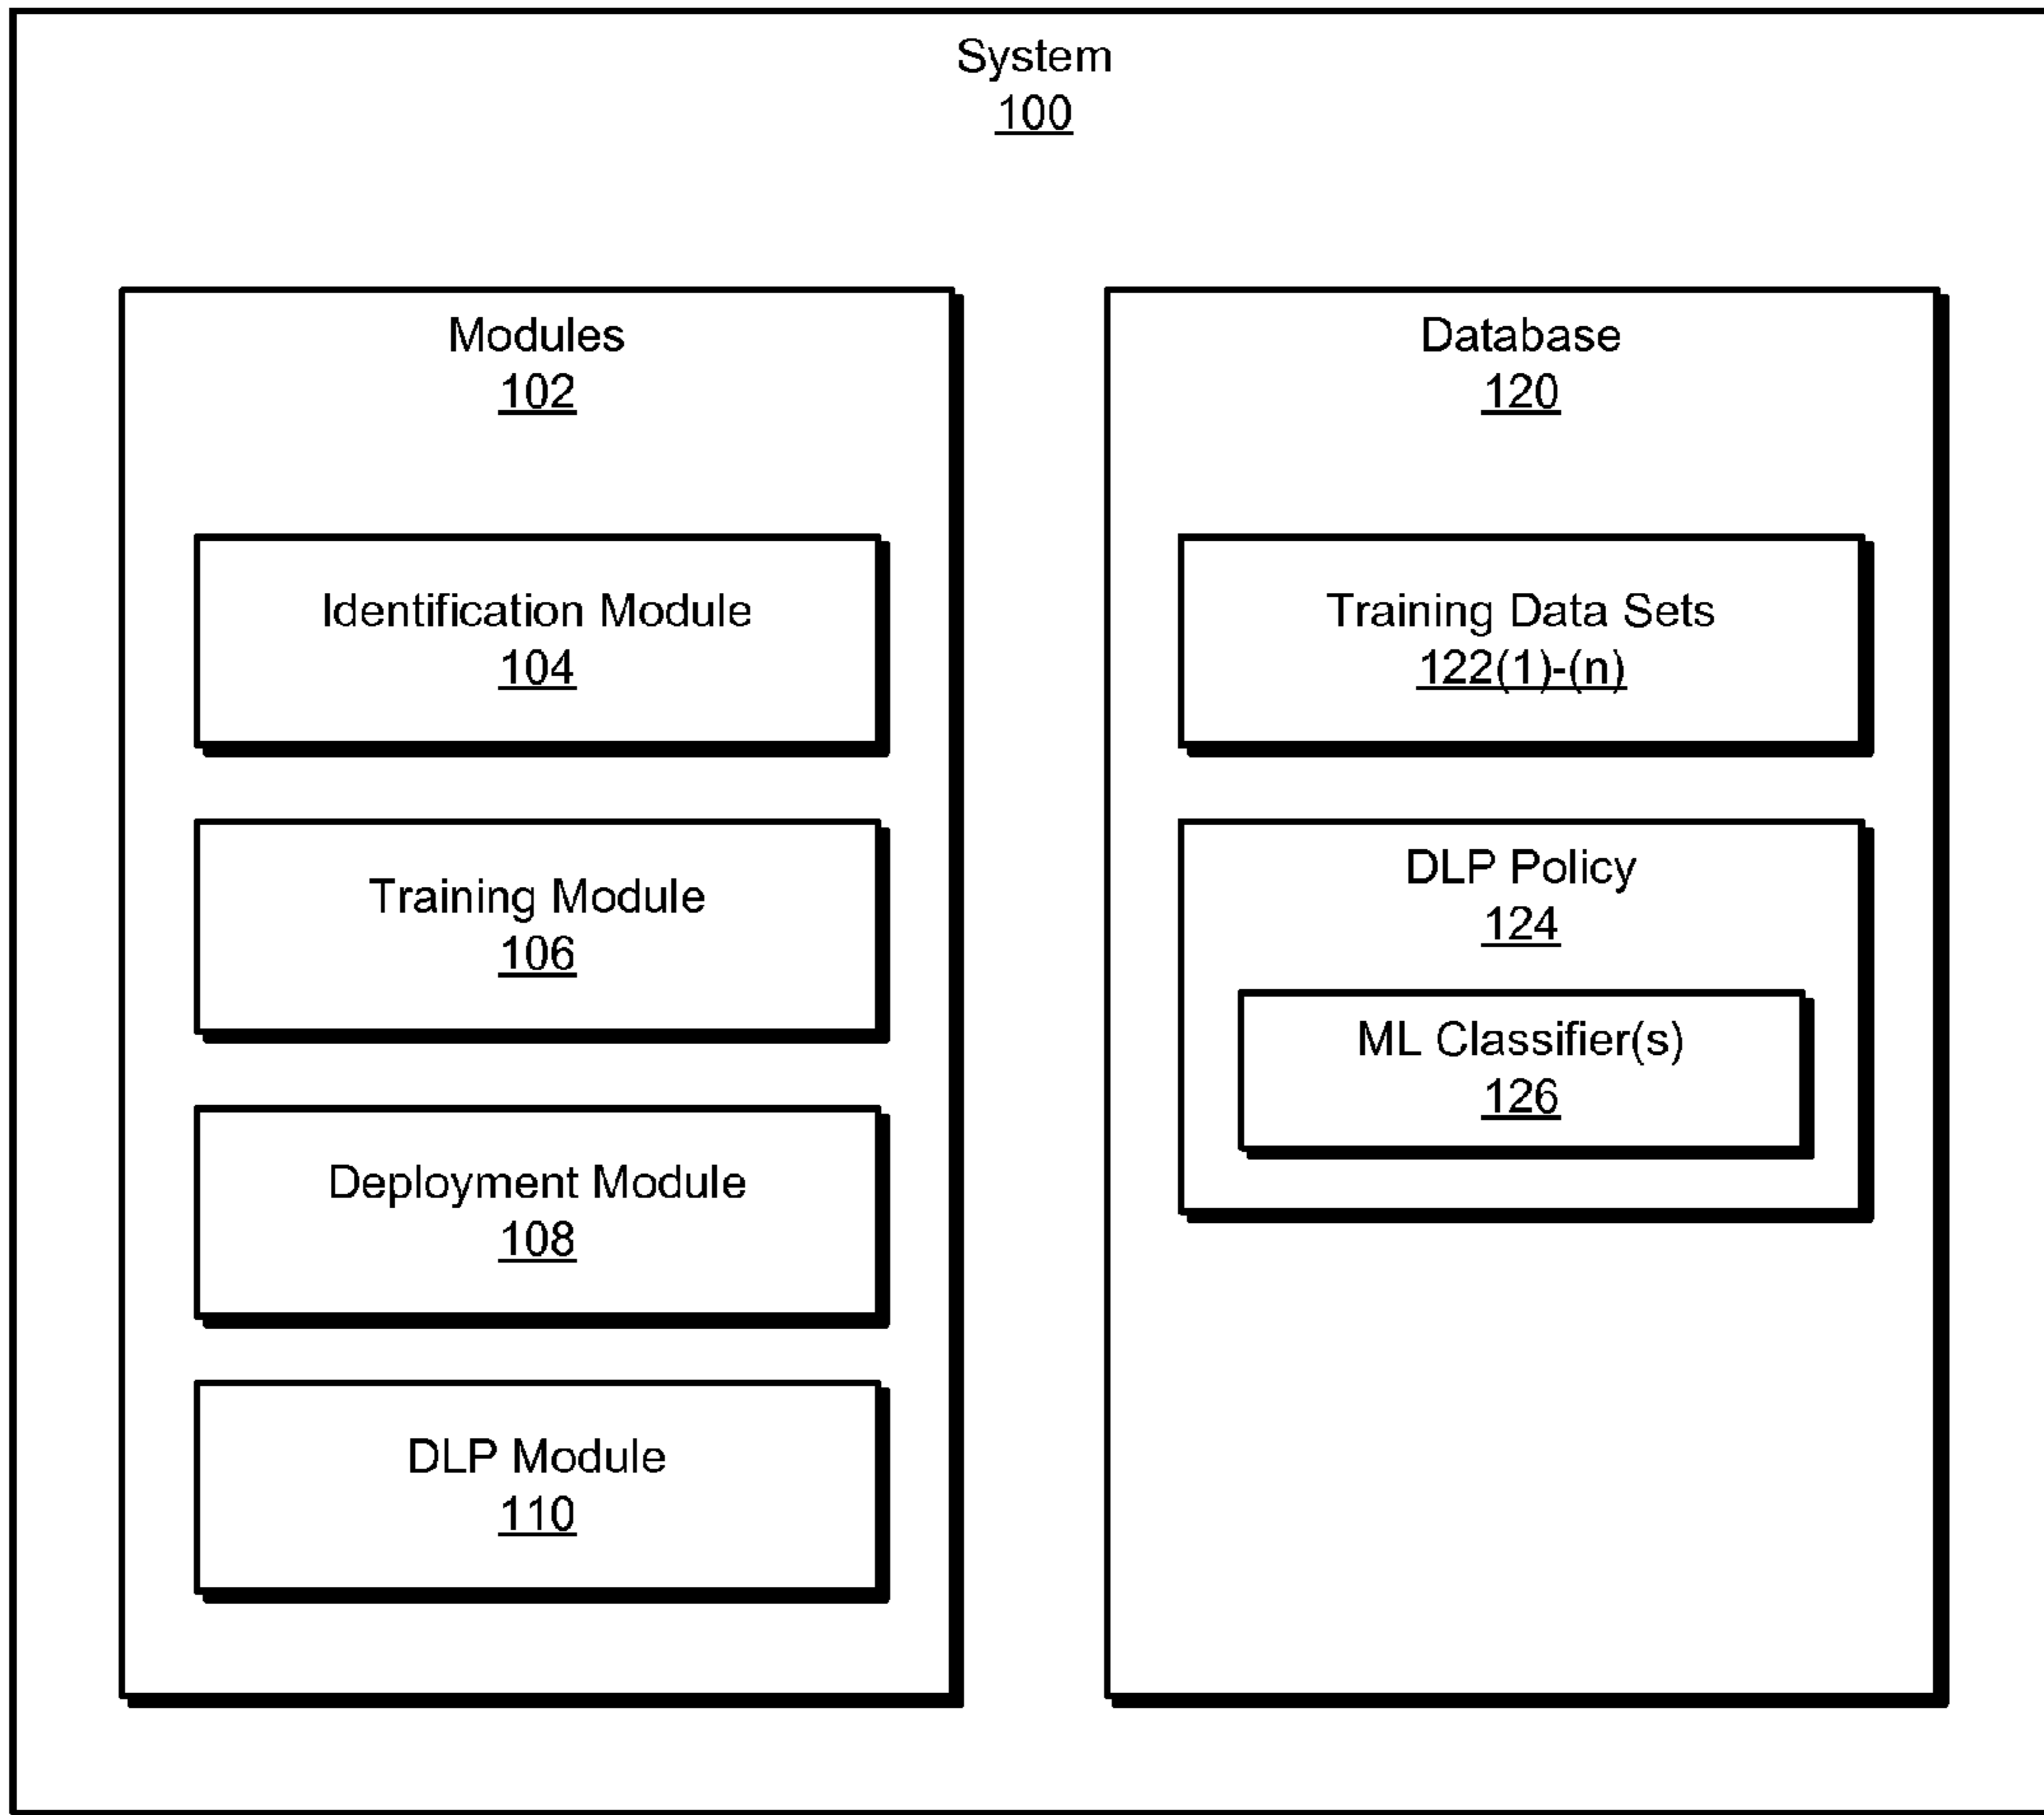 System
100
Modules
102
Identification Module
104
Training Module
106
Deployment Module
108
DLP Module
110
Database
120
Training Data Sets
122(1)-(n)
DLP Policy
124
ML Classifier(s)
126